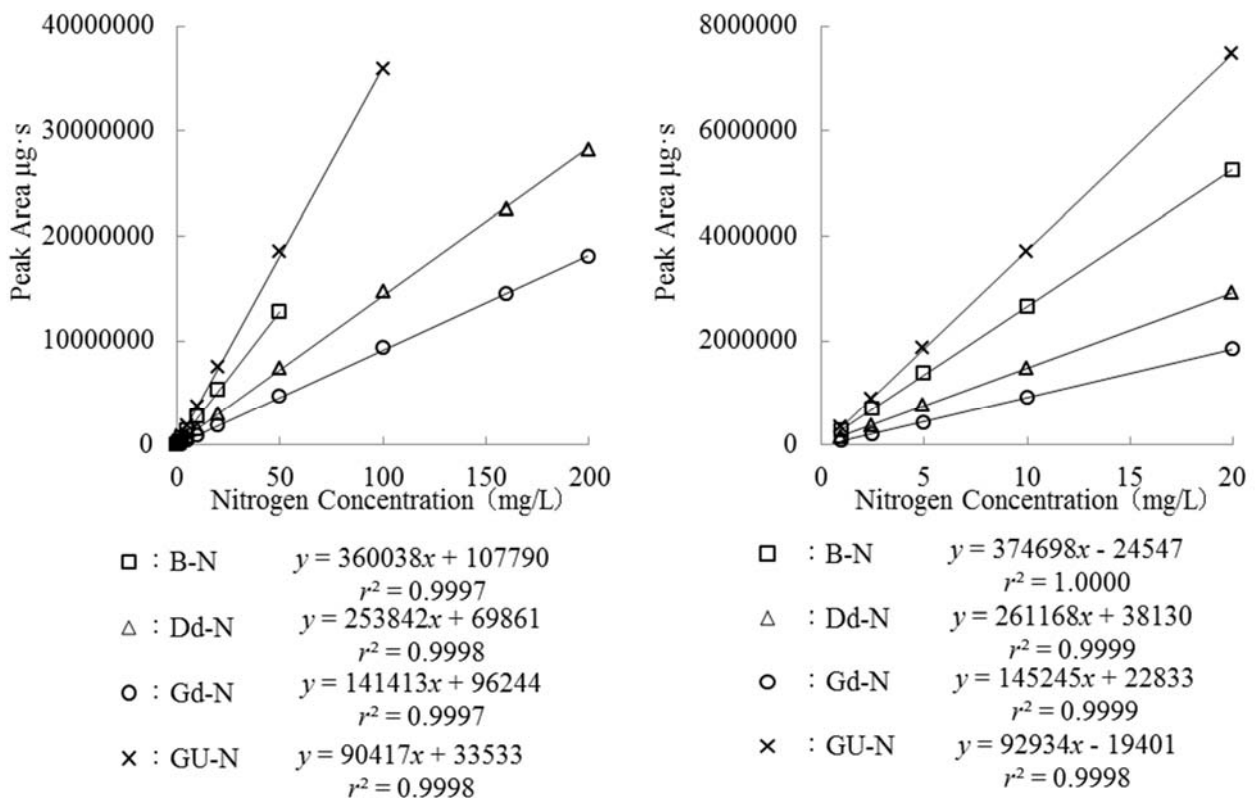 40000000
30000000
20000000
10000000
0
Peak Area µg·s
0 50 100 150 200
Nitrogen Concentration（mg/L）
□ : B-N y = 360038x + 107790
r² = 0.9997
△ : Dd-N y = 253842x + 69861
r² = 0.9998
○ : Gd-N y = 141413x + 96244
r² = 0.9997
× : GU-N y = 90417x + 33533
r² = 0.9998
8000000
6000000
4000000
2000000
0
Peak Area µg·s
0 5 10 15 20
Nitrogen Concentration（mg/L）
□ : B-N y = 374698x - 24547
r² = 1.0000
△ : Dd-N y = 261168x + 38130
r² = 0.9999
○ : Gd-N y = 145245x + 22833
r² = 0.9999
× : GU-N y = 92934x - 19401
r² = 0.9998